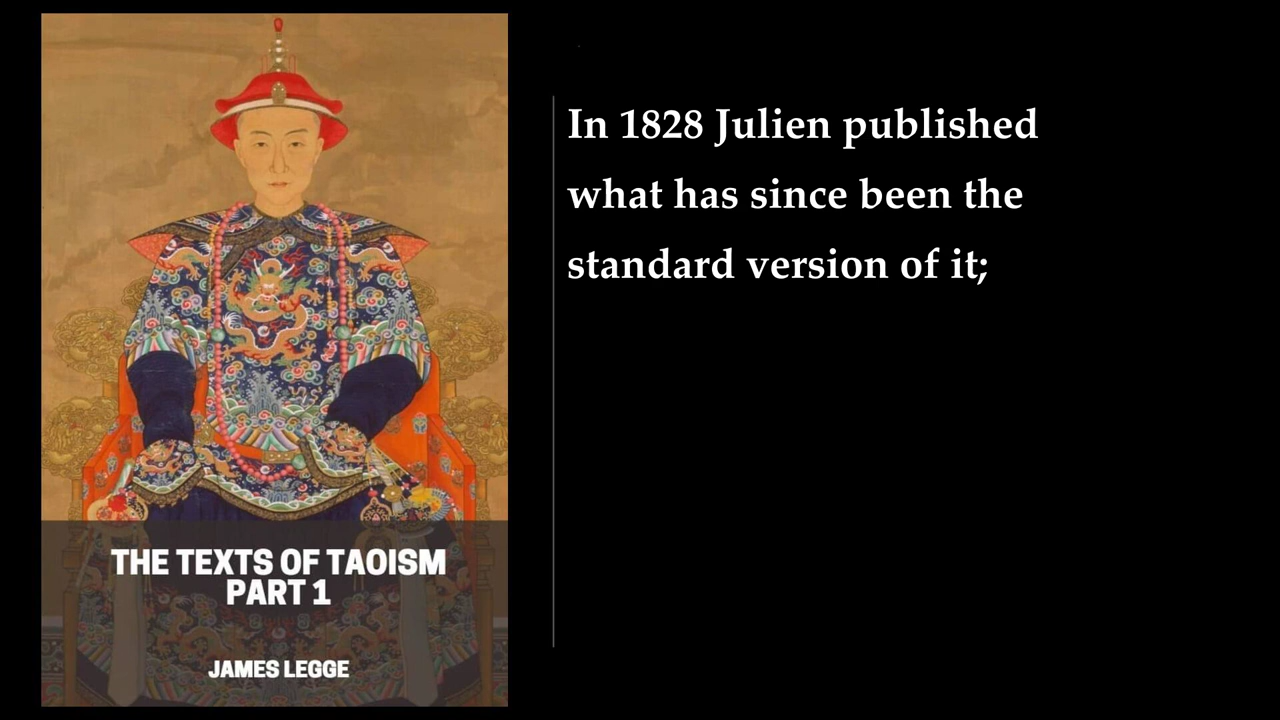 THE TEXTS OF TAOISM
PART 1
JAMES LEGGE
In 1828 Julien published
what has since been the
standard version of it;